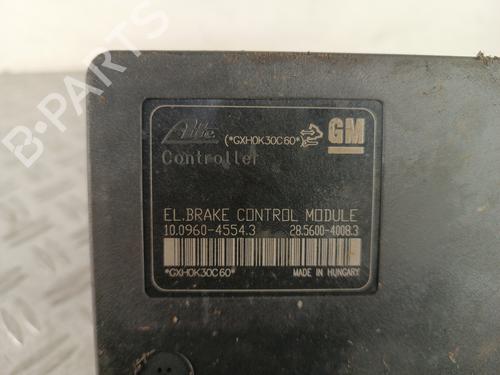 B-PARTS
Ate (*GXH0K30C60*) GM
Controller
EL.BRAKE CONTROL MODULE
10.0960-4554.3 28.5600-4008.3
*GXH0K30C60* MADE IN HUNGARY